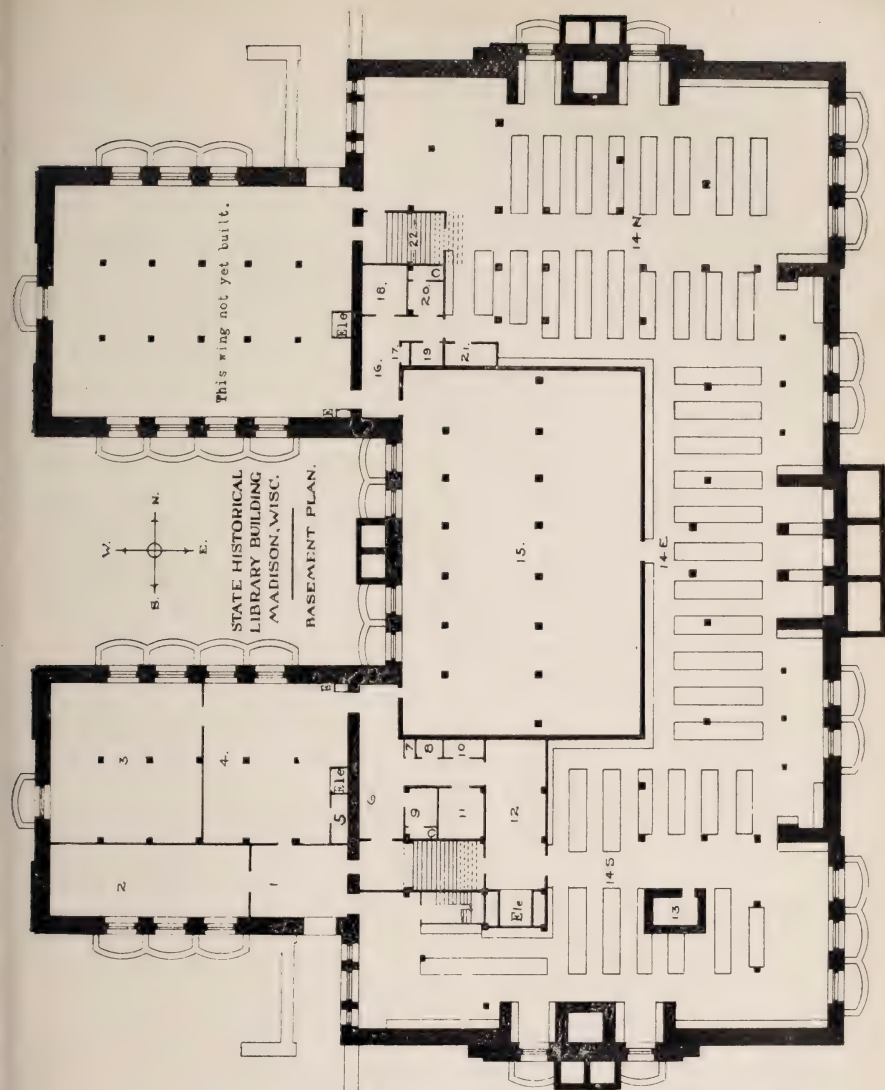 STATE HISTORICAL
LIBRARY BUILDING
MADISON, WISC.
BASEMENT PLAN.
W.
S.
N.
E.
This wing not yet built.
1
2
3
4.
5
Ele
E
6
7
8
9
10
11
12
Ele
13
14 S
14 E
14 N
15.
16.
17.
18.
19
20.
21.
22
Ele
E